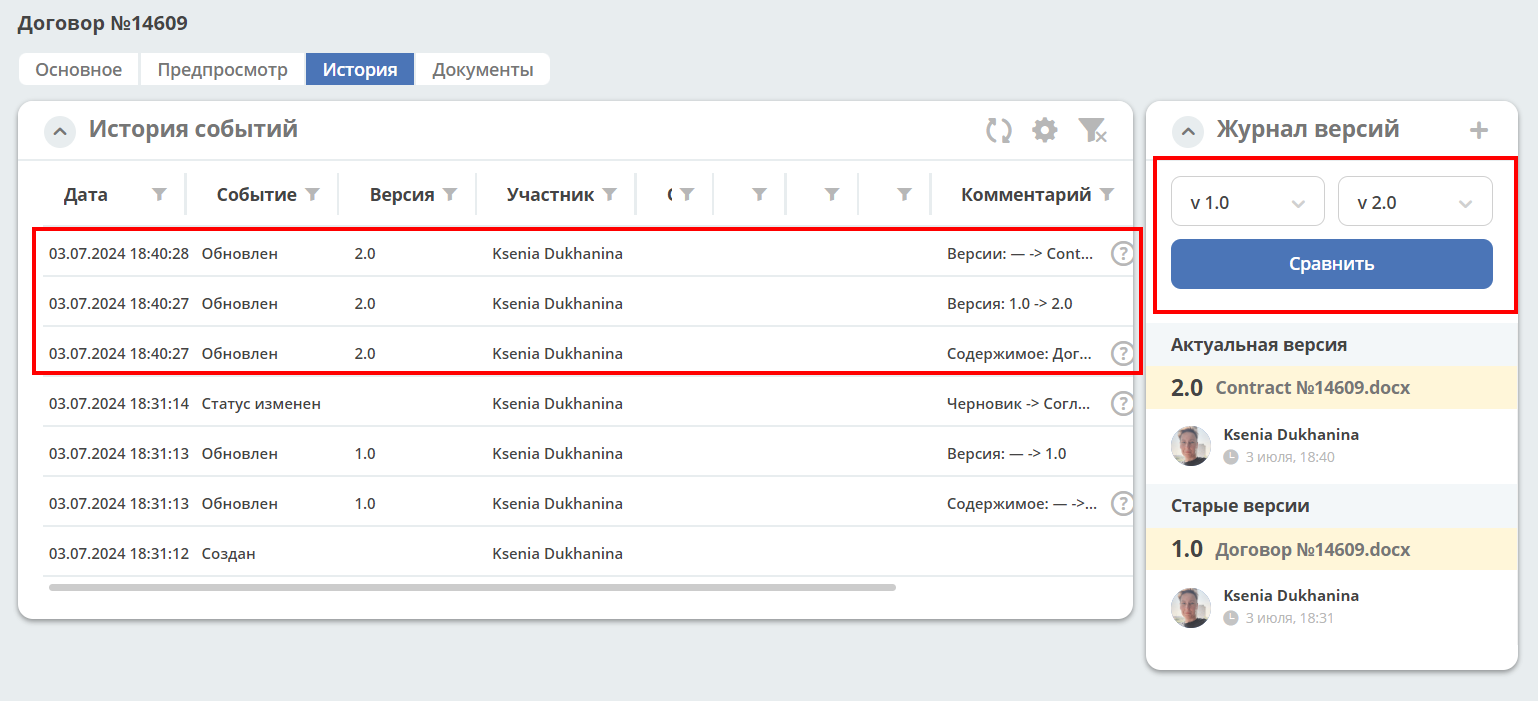 Договор №14609
Основное Предпросмотр История Документы
История событий
Дата Событие Версия Участник Комментарий
03.07.2024 18:40:28 Обновлен 2.0 Ksenia Dukhanina Версии: — -> Cont... ?
03.07.2024 18:40:27 Обновлен 2.0 Ksenia Dukhanina Версия: 1.0 -> 2.0
03.07.2024 18:40:27 Обновлен 2.0 Ksenia Dukhanina Содержимое: Дог... ?
03.07.2024 18:31:14 Статус изменен Ksenia Dukhanina Черновик -> Согл... ?
03.07.2024 18:31:13 Обновлен 1.0 Ksenia Dukhanina Версия: — -> 1.0
03.07.2024 18:31:13 Обновлен 1.0 Ksenia Dukhanina Содержимое: — ->... ?
03.07.2024 18:31:12 Создан Ksenia Dukhanina
Журнал версий
v 1.0 v 2.0
Сравнить
Актуальная версия
2.0 Contract №14609.docx
Ksenia Dukhanina
3 июля, 18:40
Старые версии
1.0 Договор №14609.docx
Ksenia Dukhanina
3 июля, 18:31